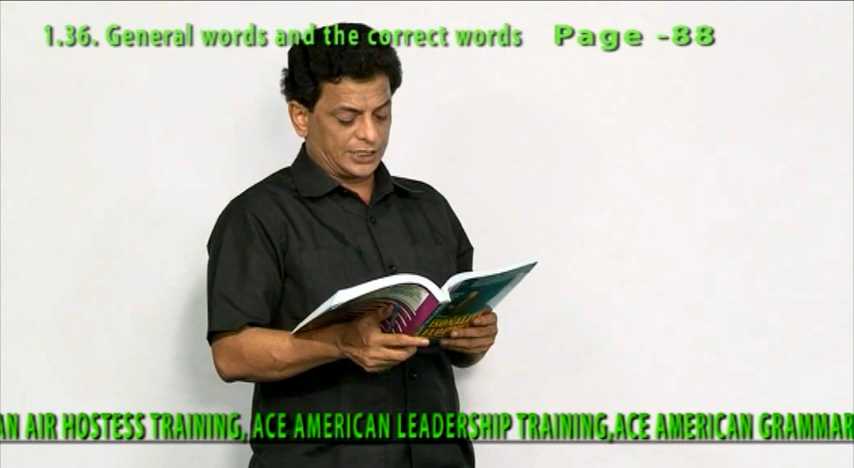 1.36. General words and the correct words Page -88
AN AIR HOSTESS TRAINING, ACE AMERICAN LEADERSHIP TRAINING,ACE AMERICAN GRAMMAR